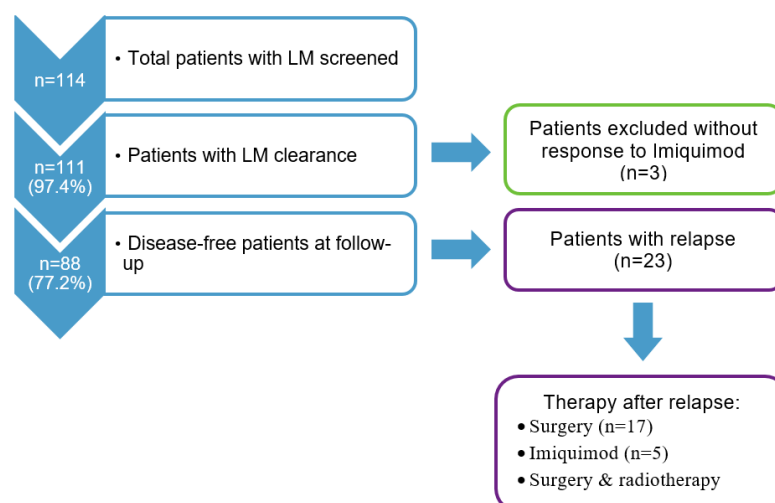 n=114
• Total patients with LM screened
n=111
(97.4%)
• Patients with LM clearance
Patients excluded without
response to Imiquimod
(n=3)
n=88
(77.2%)
• Disease-free patients at follow-
up
Patients with relapse
(n=23)
Therapy after relapse:
• Surgery (n=17)
• Imiquimod (n=5)
• Surgery & radiotherapy